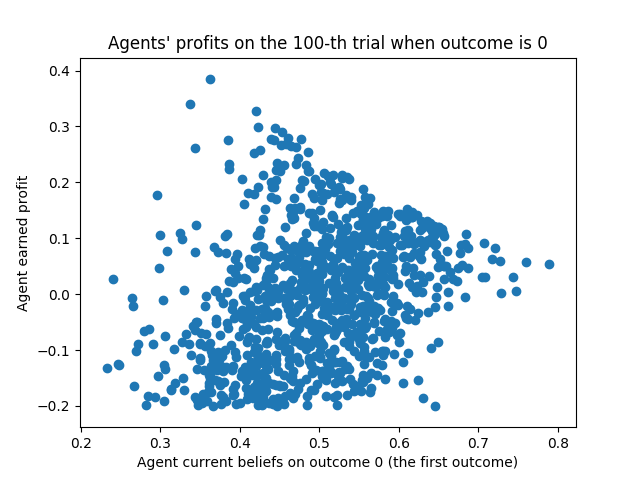 Agents' profits on the 100-th trial when outcome is 0
0.4
0.3
0.2
0.1
0.0
−0.1
−0.2
Agent earned profit
0.2 0.3 0.4 0.5 0.6 0.7 0.8
Agent current beliefs on outcome 0 (the first outcome)